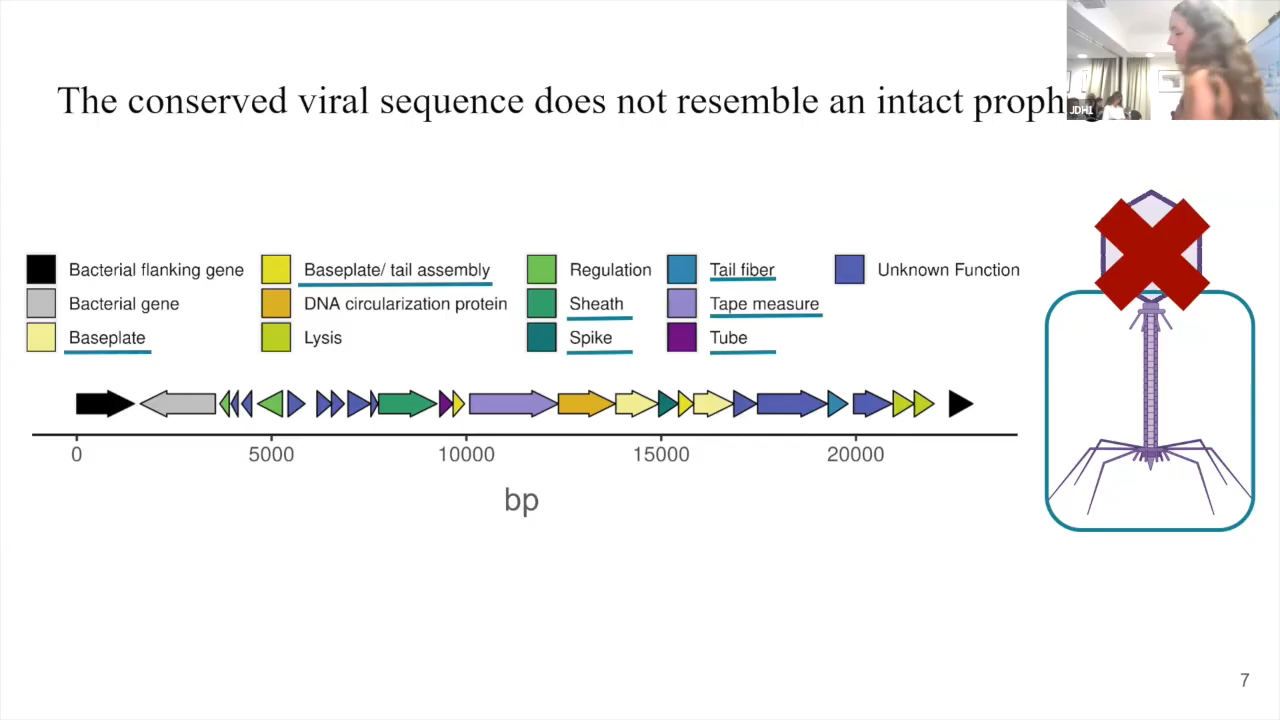 The conserved viral sequence does not resemble an intact proph
JDHI
Bacterial flanking gene
Baseplate/ tail assembly
Regulation
Tail fiber
Unknown Function
Bacterial gene
DNA circularization protein
Sheath
Tape measure
Baseplate
Lysis
Spike
Tube
0 5000 10000 15000 20000
bp
7